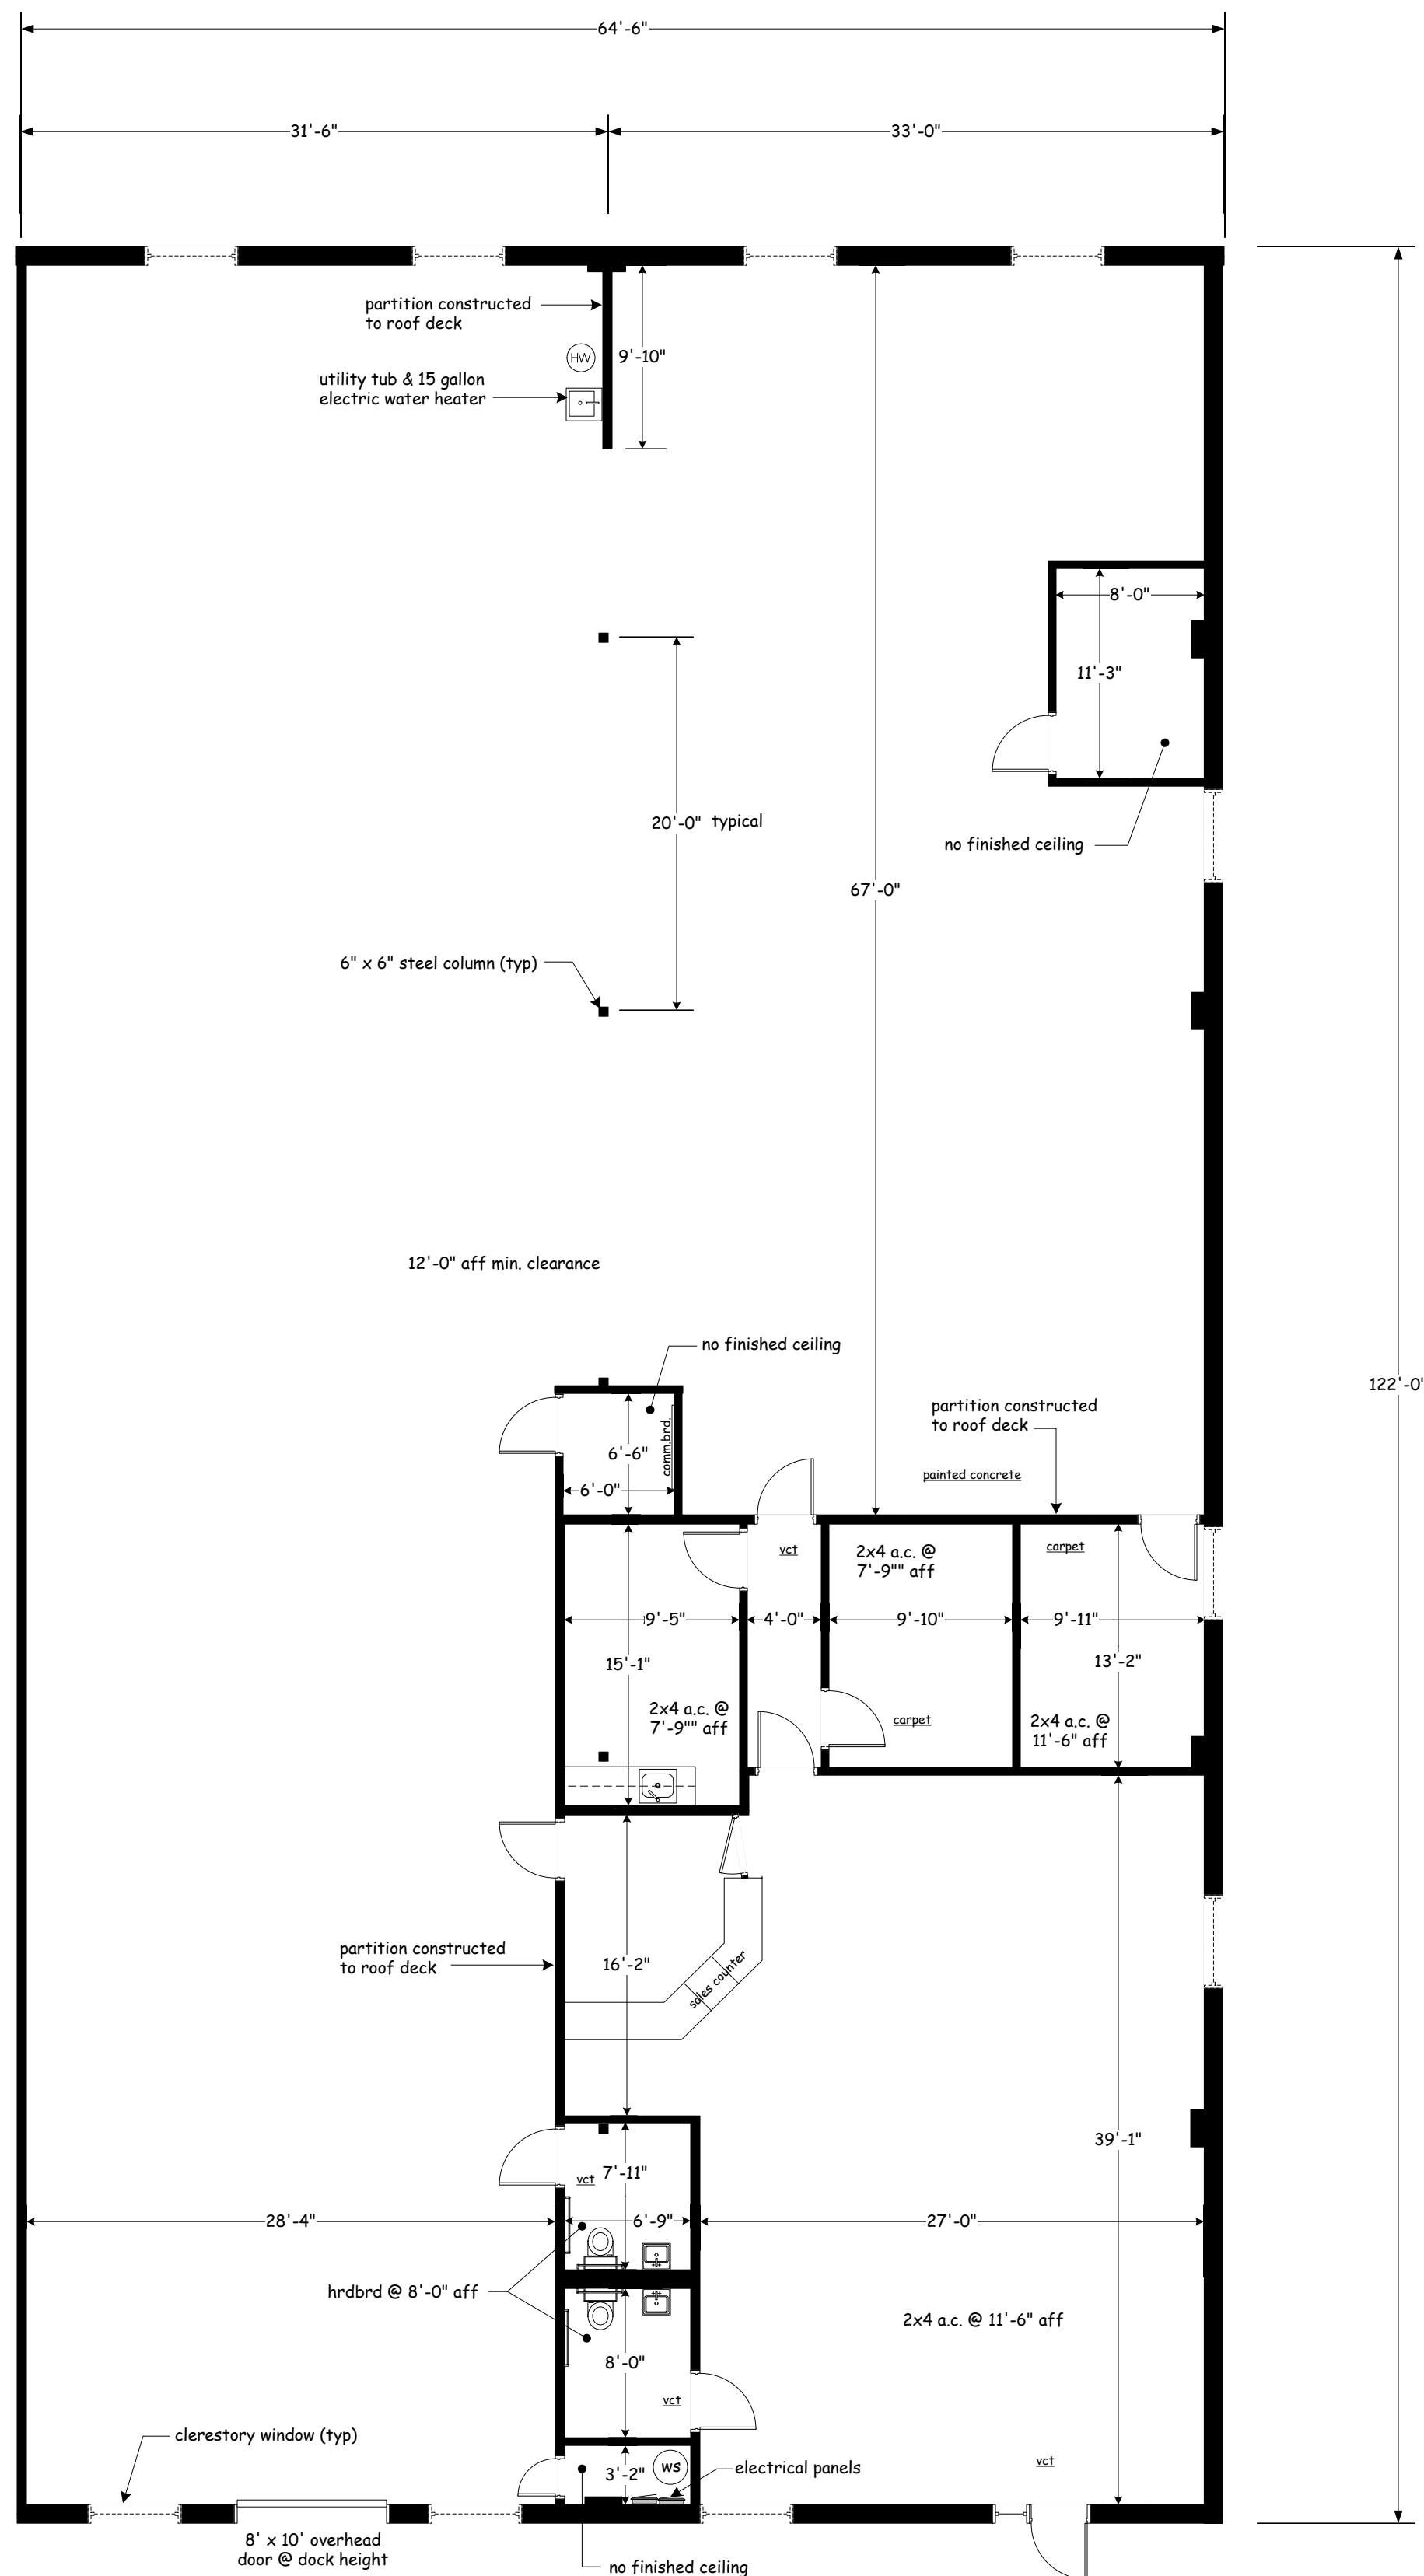 64'-6"
31'-6"
33'-0"
partition constructed
to roof deck
HW
9'-10"
utility tub & 15 gallon
electric water heater
8'-0"
11'-3"
20'-0" typical
no finished ceiling
67'-0"
6" x 6" steel column (typ)
12'-0" aff min. clearance
no finished ceiling
122'-0'
partition constructed
to roof deck
comm.brd.
6'-6"
painted concrete
6'-0"
vct
2x4 a.c. @
7'-9"" aff
carpet
9'-5"
4'-0"
9'-10"
9'-11"
15'-1"
13'-2"
2x4 a.c. @
7'-9"" aff
carpet
2x4 a.c. @
11'-6" aff
partition constructed
to roof deck
16'-2"
sales counter
39'-1"
vct
7'-11"
28'-4"
6'-9"
27'-0"
hrdbrd @ 8'-0" aff
2x4 a.c. @ 11'-6" aff
8'-0"
vct
clerestory window (typ)
vct
3'-2"
WS
electrical panels
8' x 10' overhead
door @ dock height
no finished ceiling